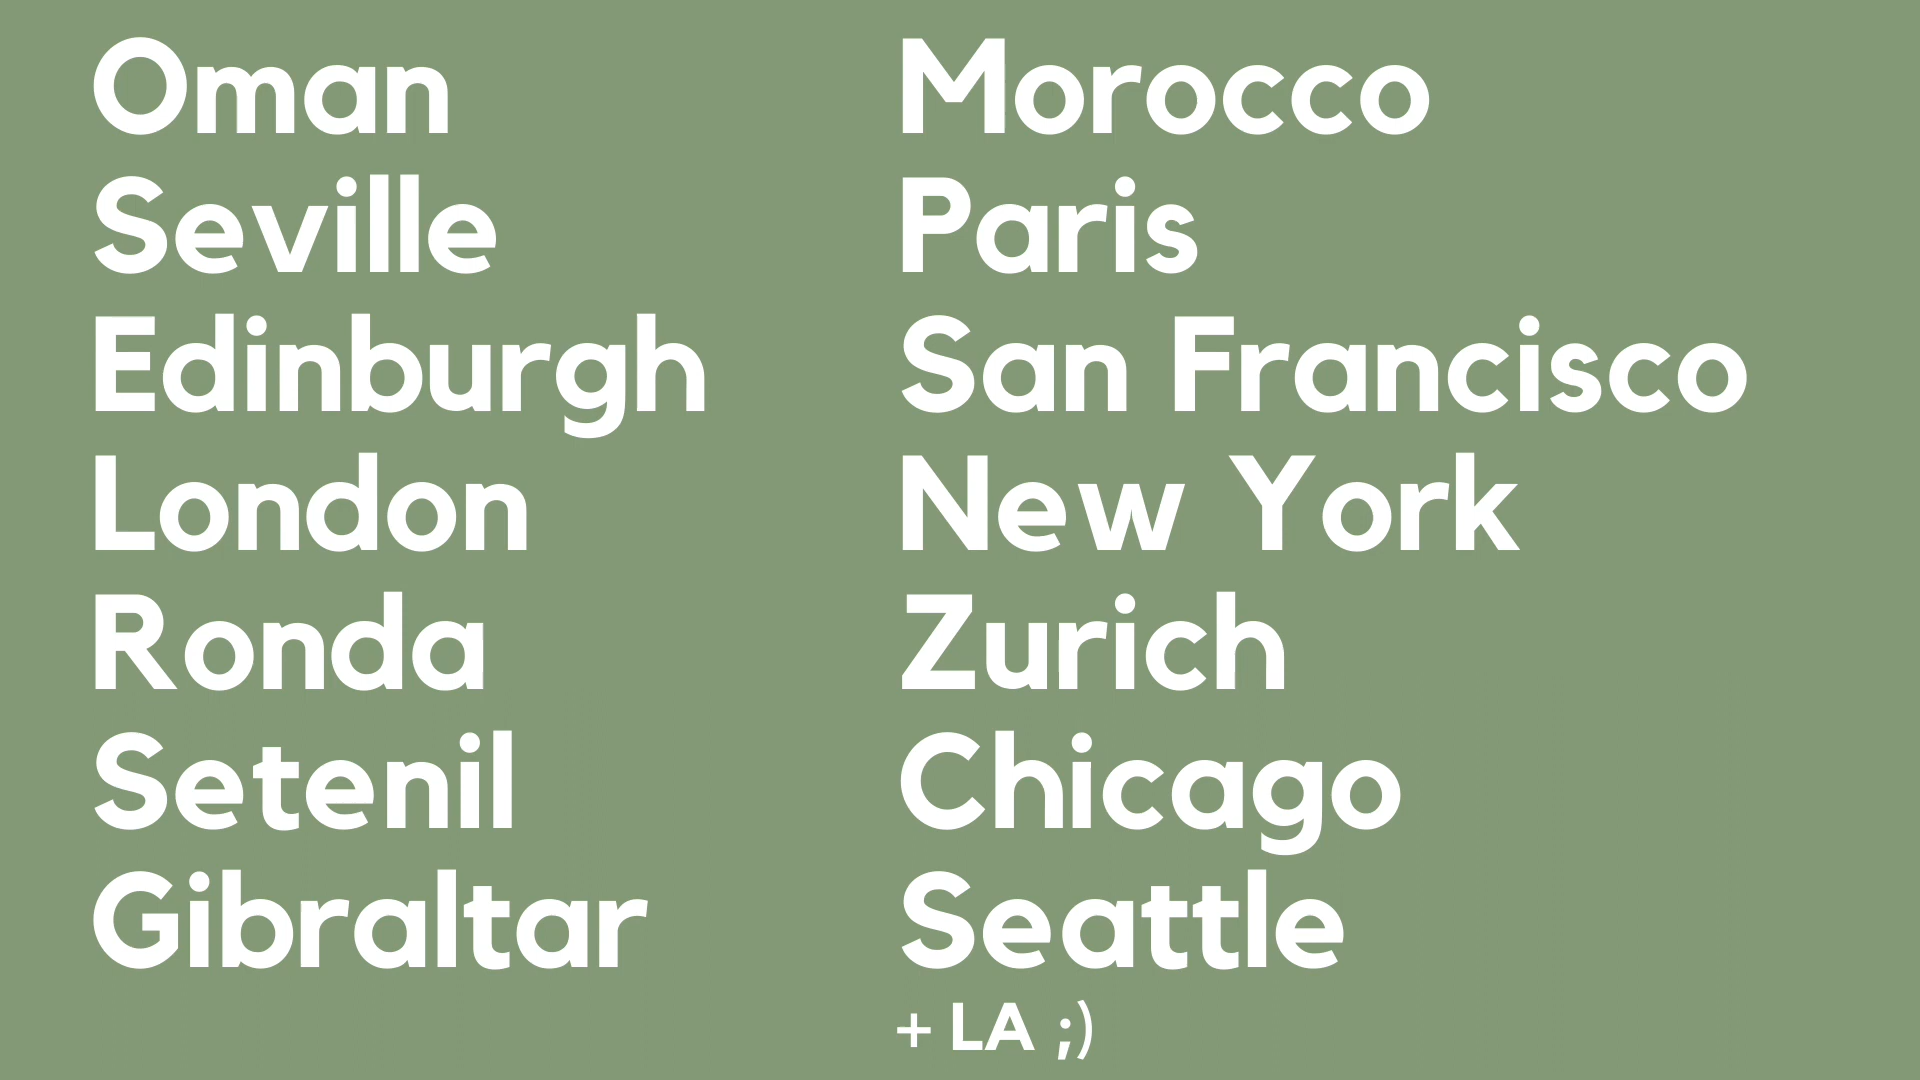 Oman
Seville
Edinburgh
London
Ronda
Setenil
Gibraltar
Morocco
Paris
San Francisco
New York
Zurich
Chicago
Seattle
+ LA ;)